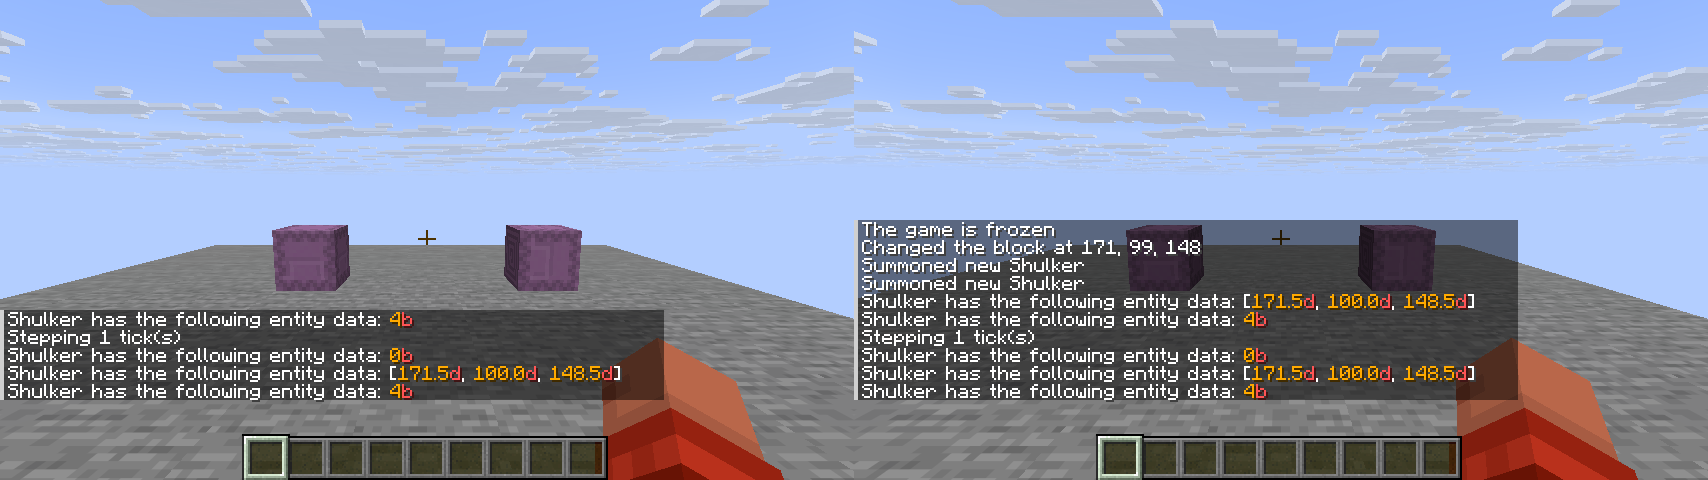 Shulker has the following entity data: 4b
Stepping 1 tick(s)
Shulker has the following entity data: 0b
Shulker has the following entity data: [171.5d, 100.0d, 148.5d]
Shulker has the following entity data: 4b
The game is frozen
Changed the block at 171, 99, 148
Summoned new Shulker
Summoned new Shulker
Shulker has the following entity data: [171.5d, 100.0d, 148.5d]
Shulker has the following entity data: 4b
Stepping 1 tick(s)
Shulker has the following entity data: 0b
Shulker has the following entity data: [171.5d, 100.0d, 148.5d]
Shulker has the following entity data: 4b